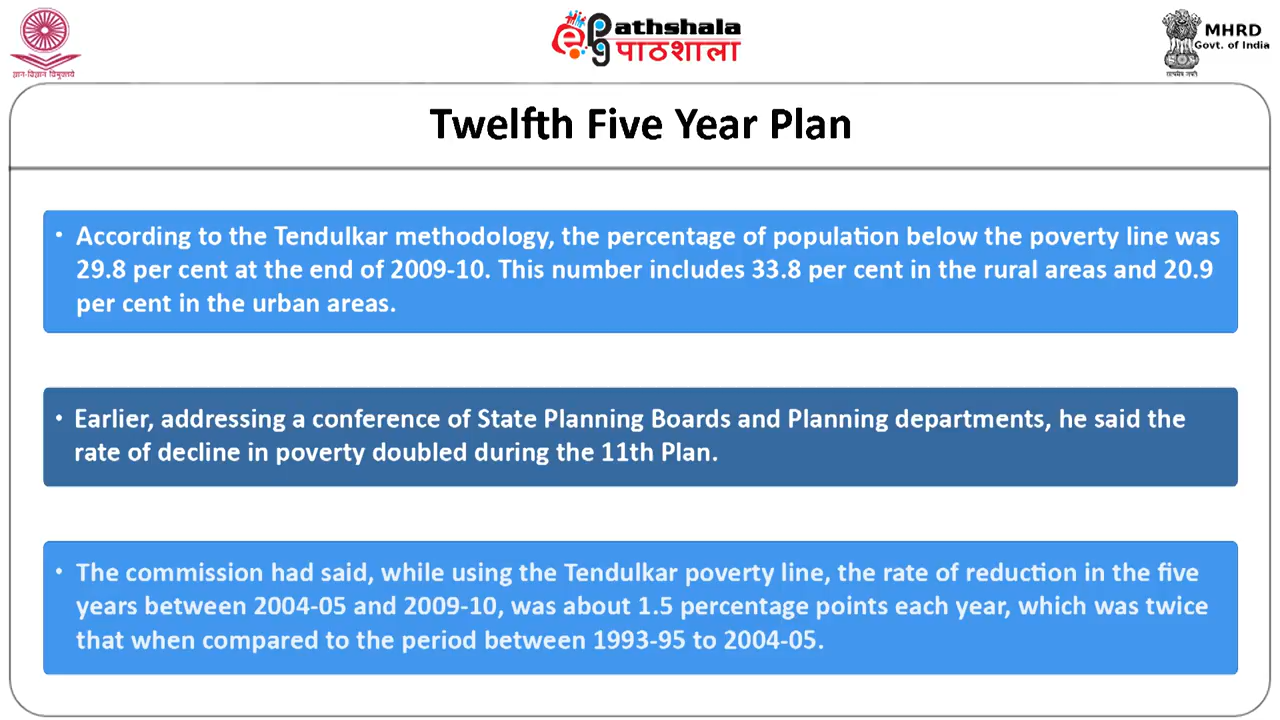 ज्ञान-विज्ञान विमुक्तये
e Pg athshala
पाठशाला
MHRD
Govt. of India
सत्यमेव जयते
Twelfth Five Year Plan
• According to the Tendulkar methodology, the percentage of population below the poverty line was
29.8 per cent at the end of 2009-10. This number includes 33.8 per cent in the rural areas and 20.9
per cent in the urban areas.
• Earlier, addressing a conference of State Planning Boards and Planning departments, he said the
rate of decline in poverty doubled during the 11th Plan.
• The commission had said, while using the Tendulkar poverty line, the rate of reduction in the five
years between 2004-05 and 2009-10, was about 1.5 percentage points each year, which was twice
that when compared to the period between 1993-95 to 2004-05.